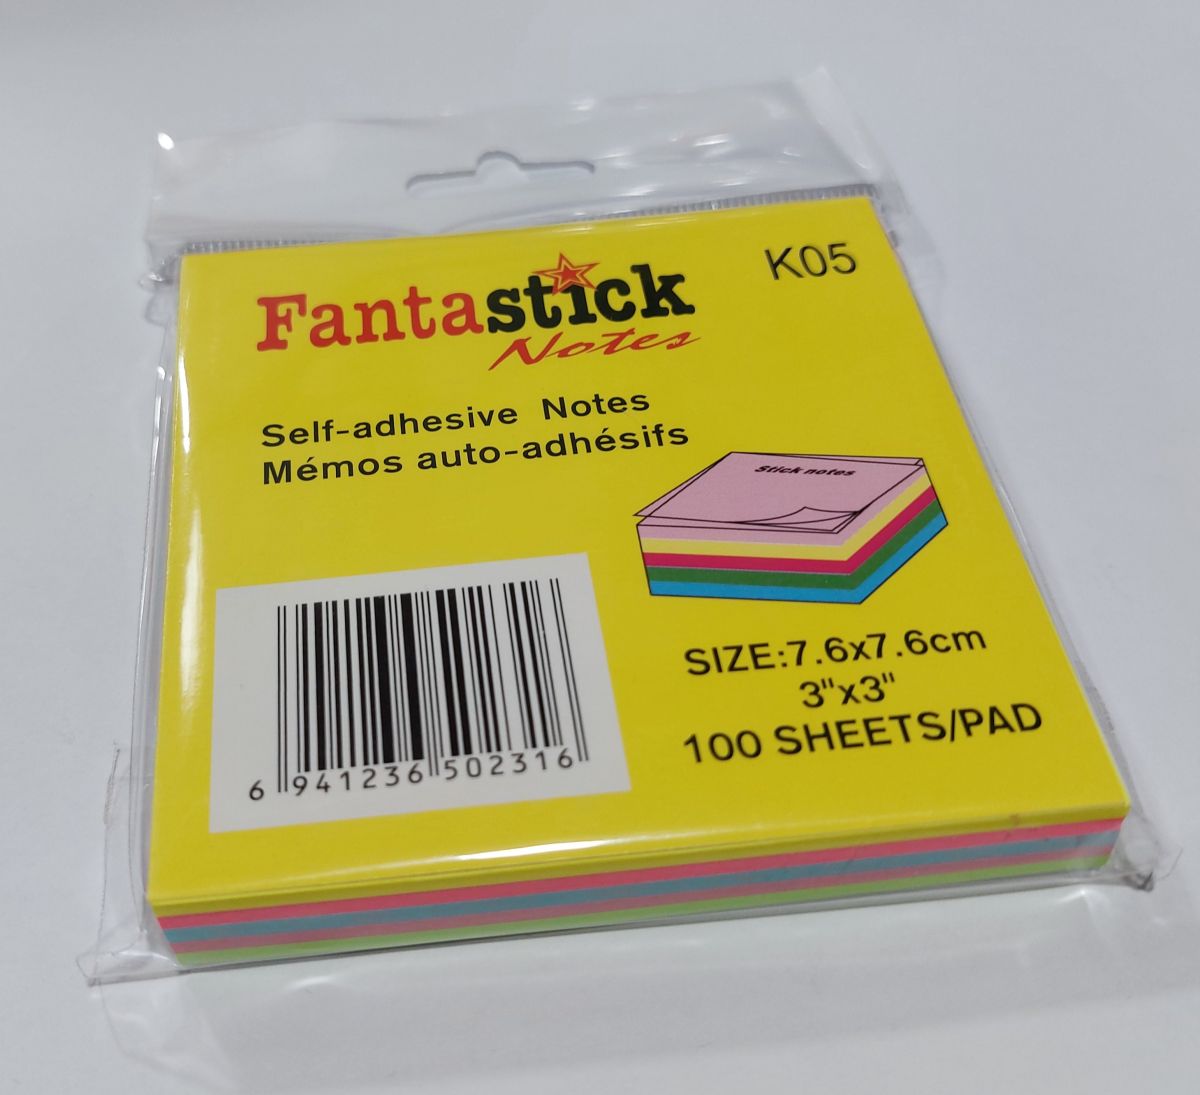 K05
Fantastick
Notes
Self-adhesive Notes
Mémos auto-adhésifs
Stick notes
SIZE:7.6x7.6cm
3"x3"
100 SHEETS/PAD
6 941236 502316